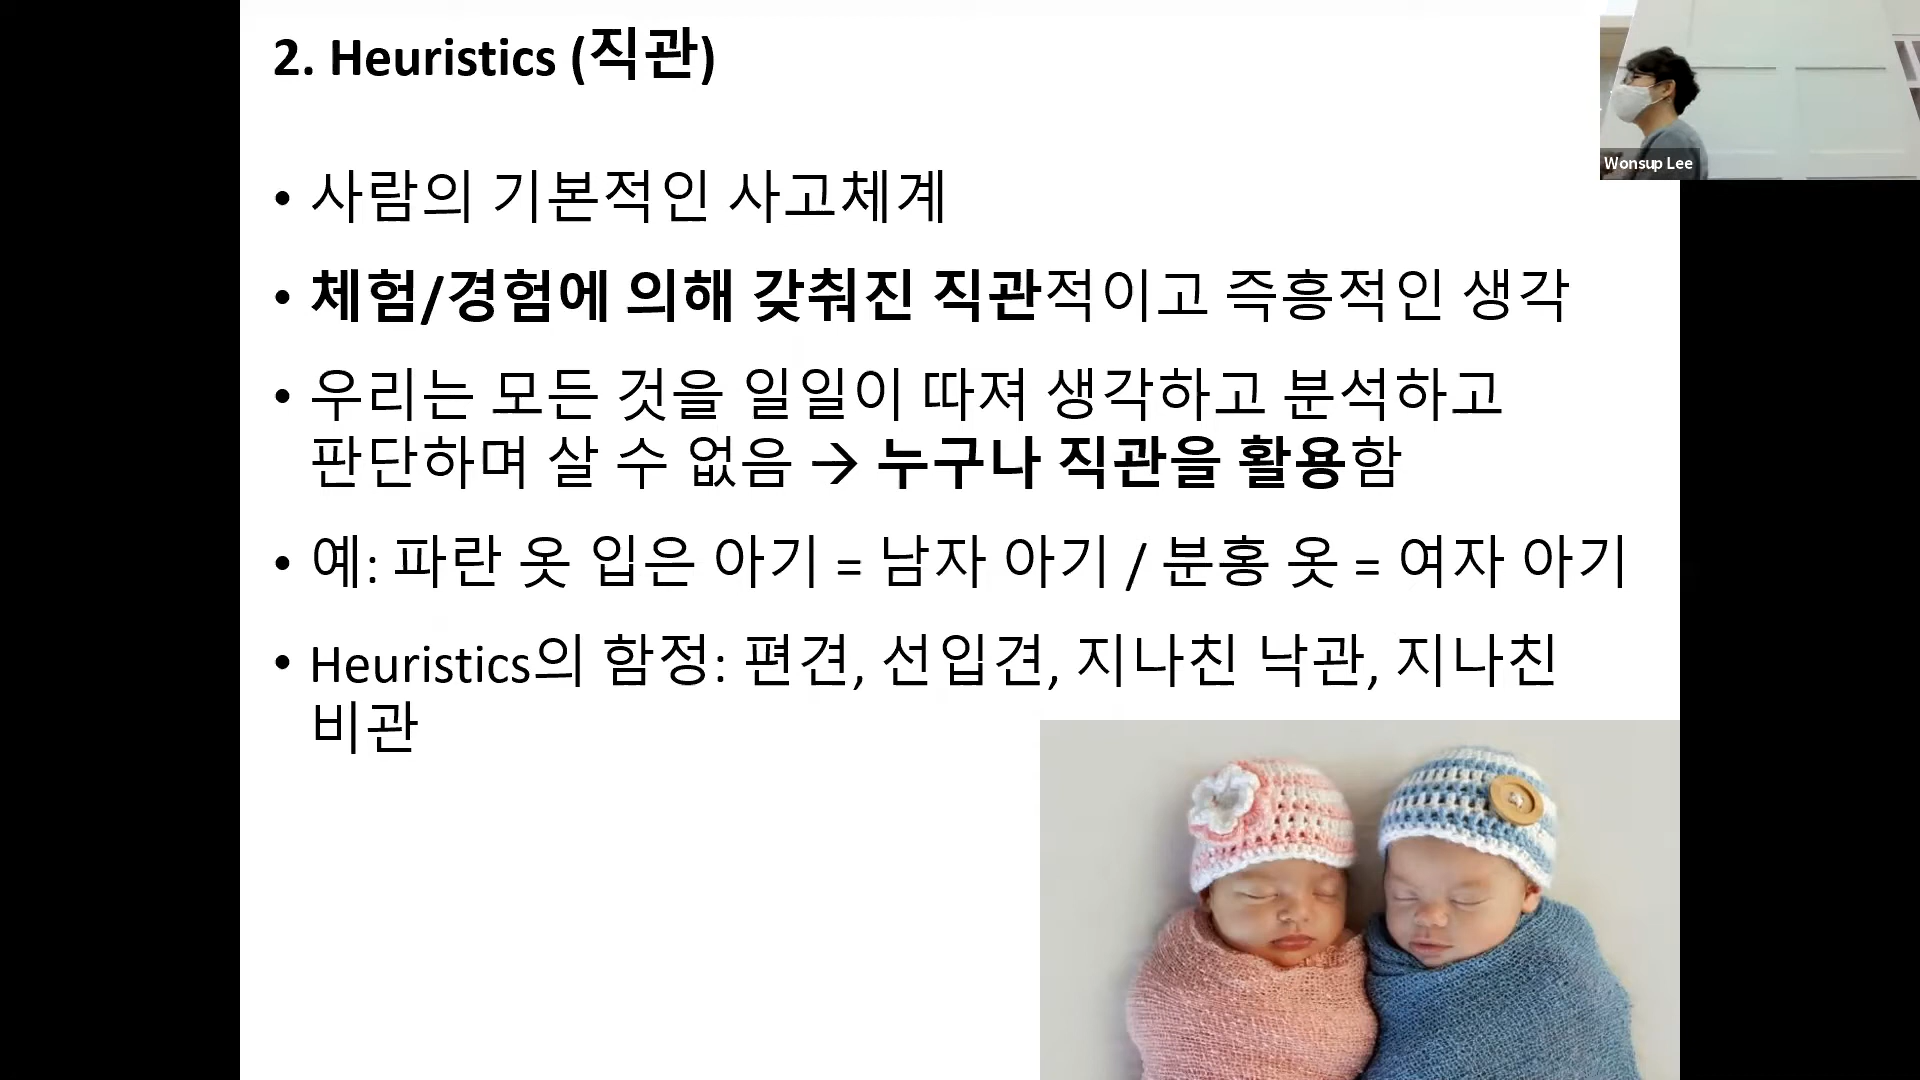 2. Heuristics (직관)
Wonsup Lee
• 사람의 기본적인 사고체계
• 체험/경험에 의해 갖춰진 직관적이고 즉흥적인 생각
• 우리는 모든 것을 일일이 따져 생각하고 분석하고
판단하며 살 수 없음 → 누구나 직관을 활용함
• 예: 파란 옷 입은 아기 = 남자 아기 / 분홍 옷 = 여자 아기
• Heuristics의 함정: 편견, 선입견, 지나친 낙관, 지나친
비관